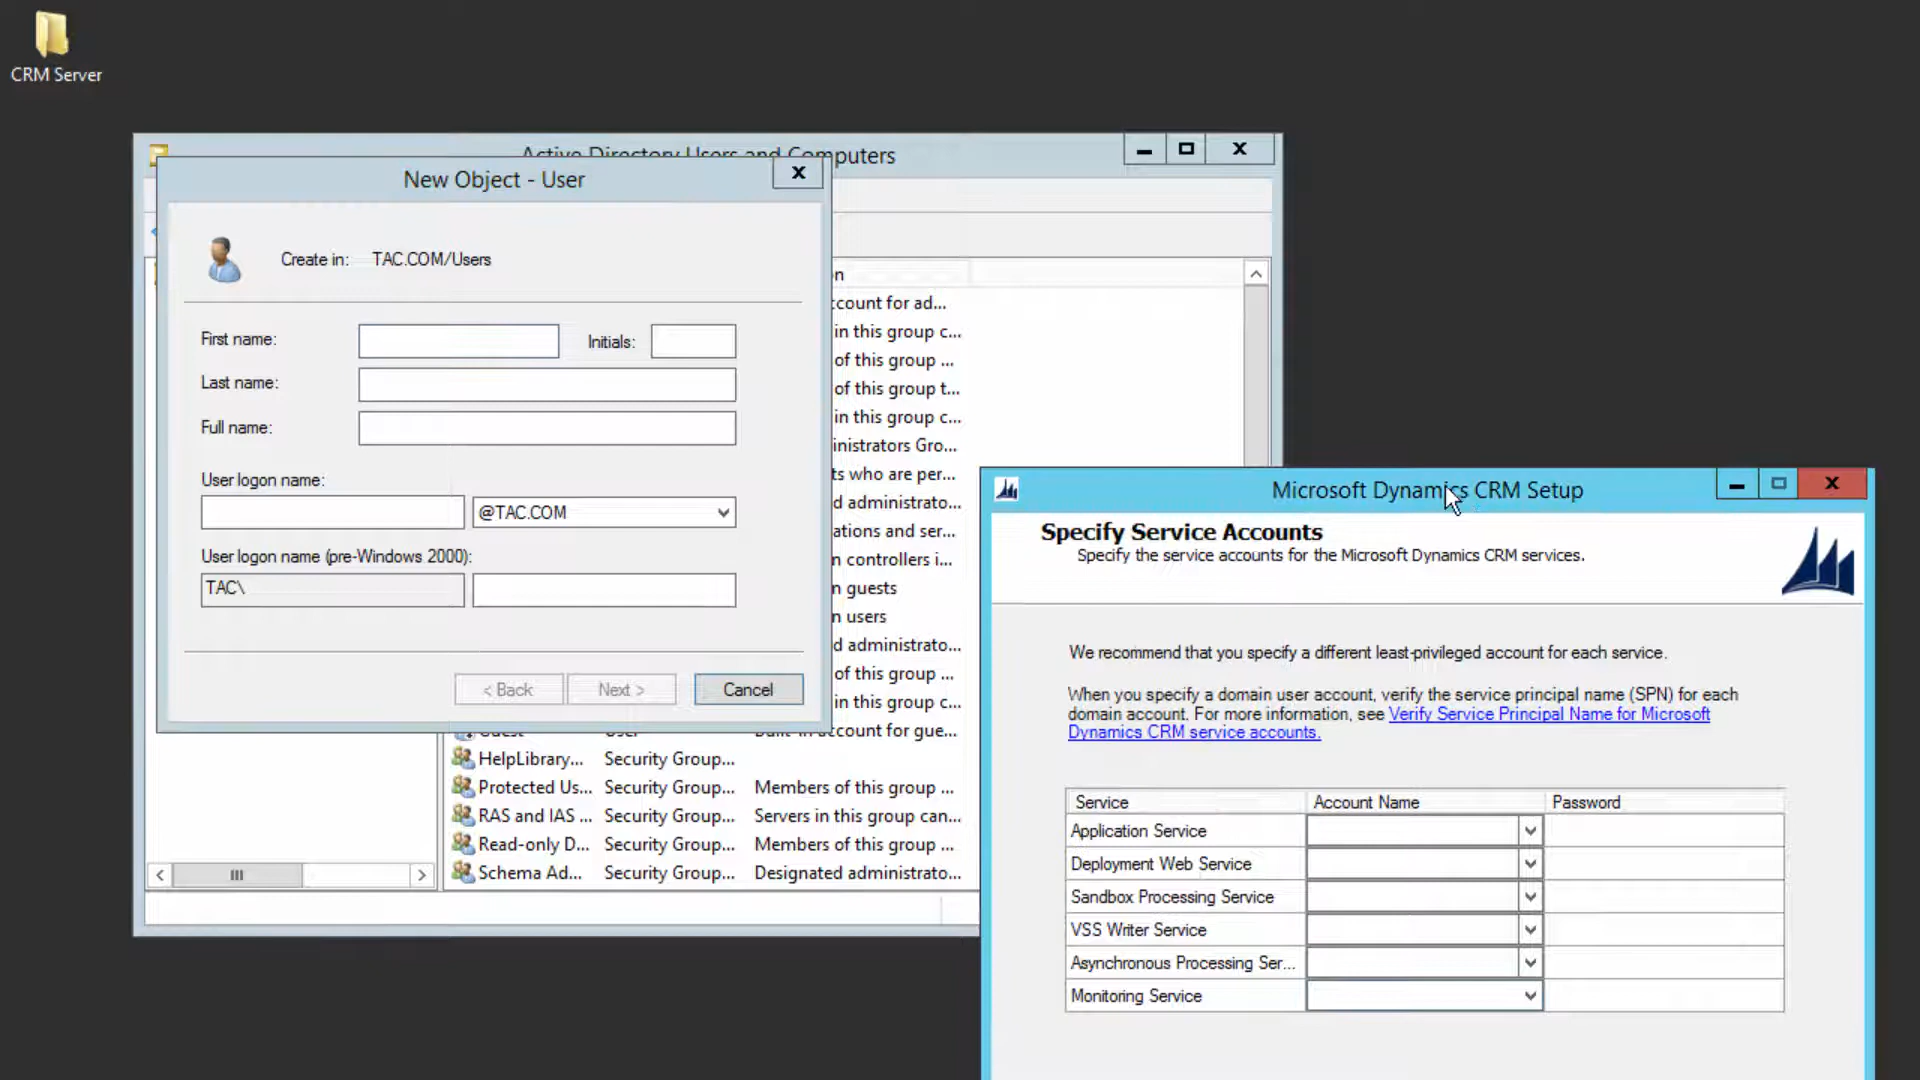 CRM Server
Active Directory Users and Computers
New Object - User
Create in: TAC.COM/Users
First name:
Initials:
Last name:
Full name:
User logon name:
@TAC.COM
User logon name (pre-Windows 2000):
TAC\
< Back
Next >
Cancel
n
ccount for ad...
in this group c...
of this group ...
of this group t...
in this group c...
inistrators Gro...
ts who are per...
d administrato...
ations and ser...
n controllers i...
n guests
n users
d administrato...
of this group ...
in this group c...
Guest User Built-in account for gue...
HelpLibrary... Security Group...
Protected Us... Security Group... Members of this group ...
RAS and IAS ... Security Group... Servers in this group can...
Read-only D... Security Group... Members of this group ...
Schema Ad... Security Group... Designated administrato...
Microsoft Dynamics CRM Setup
Specify Service Accounts
Specify the service accounts for the Microsoft Dynamics CRM services.
We recommend that you specify a different least-privileged account for each service.
When you specify a domain user account, verify the service principal name (SPN) for each
domain account. For more information, see Verify Service Principal Name for Microsoft
Dynamics CRM service accounts.
Service Account Name Password
Application Service
Deployment Web Service
Sandbox Processing Service
VSS Writer Service
Asynchronous Processing Ser...
Monitoring Service